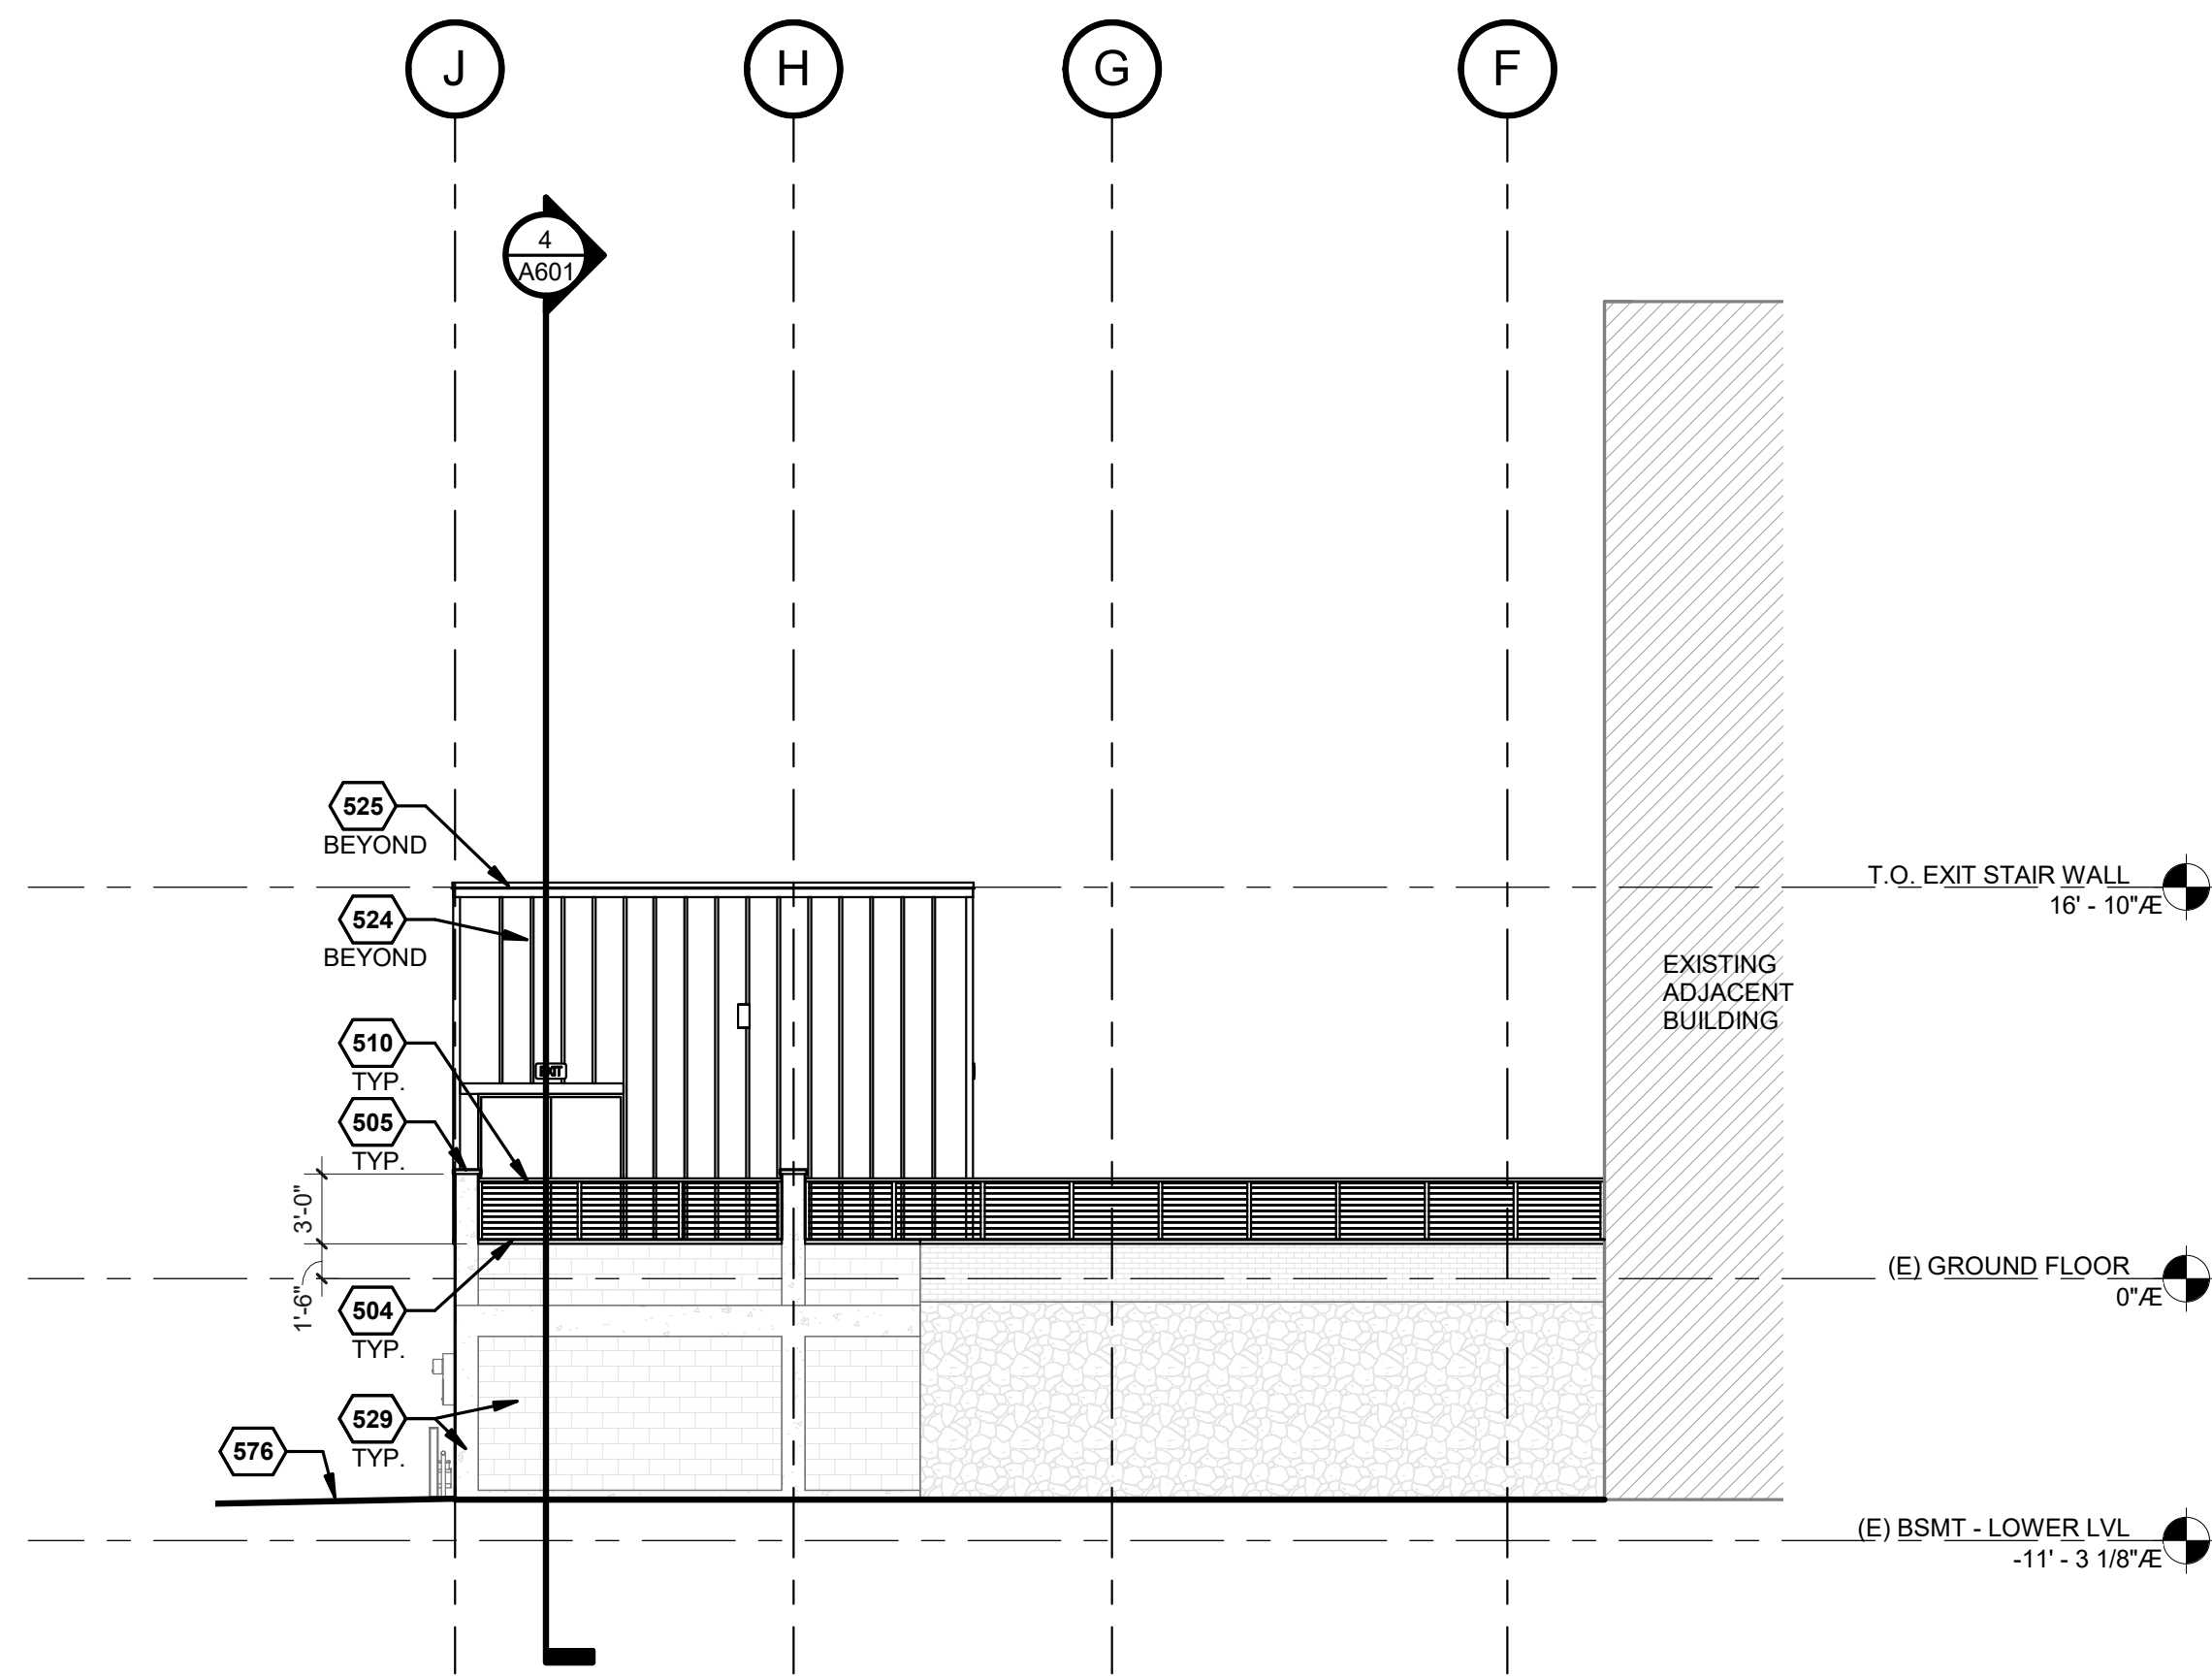 J
H
G
F
4
A601
525
BEYOND
T.O. EXIT STAIR WALL
16' - 10"Æ
524
BEYOND
EXISTING
ADJACENT
BUILDING
510
TYP.
EXIT
505
TYP.
3'-0"
1'-6"
(E) GROUND FLOOR
0"Æ
504
TYP.
529
TYP.
576
(E) BSMT - LOWER LVL
-11' - 3 1/8"Æ